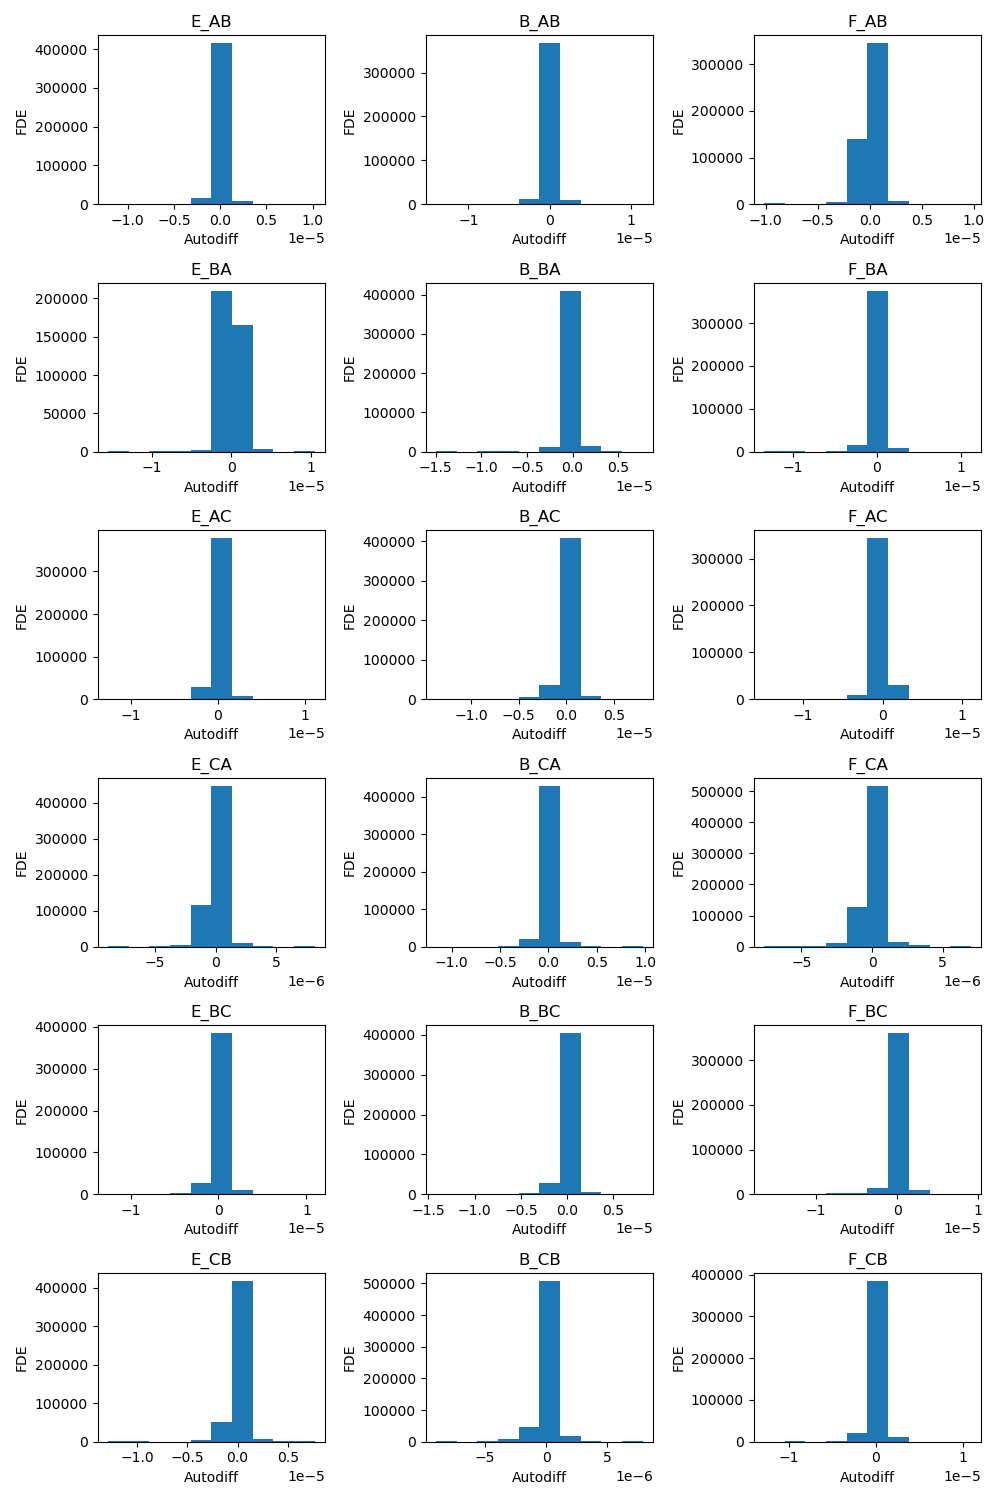 E_AB B_AB F_AB
FDE 400000 300000 200000 100000 0 FDE 300000 200000 100000 0 FDE 300000 200000 100000 0
−1.0 −0.5 0.0 0.5 1.0 −1 0 1 −1.0 −0.5 0.0 0.5 1.0
Autodiff 1e−5 Autodiff 1e−5 Autodiff 1e−5
E_BA B_BA F_BA
FDE 200000 150000 100000 50000 0 FDE 400000 300000 200000 100000 0 FDE 300000 200000 100000 0
−1 0 1 −1.5 −1.0 −0.5 0.0 0.5 −1 0 1
Autodiff 1e−5 Autodiff 1e−5 Autodiff 1e−5
E_AC B_AC F_AC
FDE 300000 200000 100000 0 FDE 400000 300000 200000 100000 0 FDE 300000 200000 100000 0
−1 0 1 −1.0 −0.5 0.0 0.5 −1 0 1
Autodiff 1e−5 Autodiff 1e−5 Autodiff 1e−5
E_CA B_CA F_CA
FDE 400000 300000 200000 100000 0 FDE 400000 300000 200000 100000 0 FDE 500000 400000 300000 200000 100000 0
−5 0 5 −1.0 −0.5 0.0 0.5 1.0 −5 0 5
Autodiff 1e−6 Autodiff 1e−5 Autodiff 1e−6
E_BC B_BC F_BC
FDE 400000 300000 200000 100000 0 FDE 400000 300000 200000 100000 0 FDE 300000 200000 100000 0
−1 0 1 −1.5 −1.0 −0.5 0.0 0.5 −1 0 1
Autodiff 1e−5 Autodiff 1e−5 Autodiff 1e−5
E_CB B_CB F_CB
FDE 400000 300000 200000 100000 0 FDE 500000 400000 300000 200000 100000 0 FDE 400000 300000 200000 100000 0
−1.0 −0.5 0.0 0.5 −5 0 5 −1 0 1
Autodiff 1e−5 Autodiff 1e−6 Autodiff 1e−5